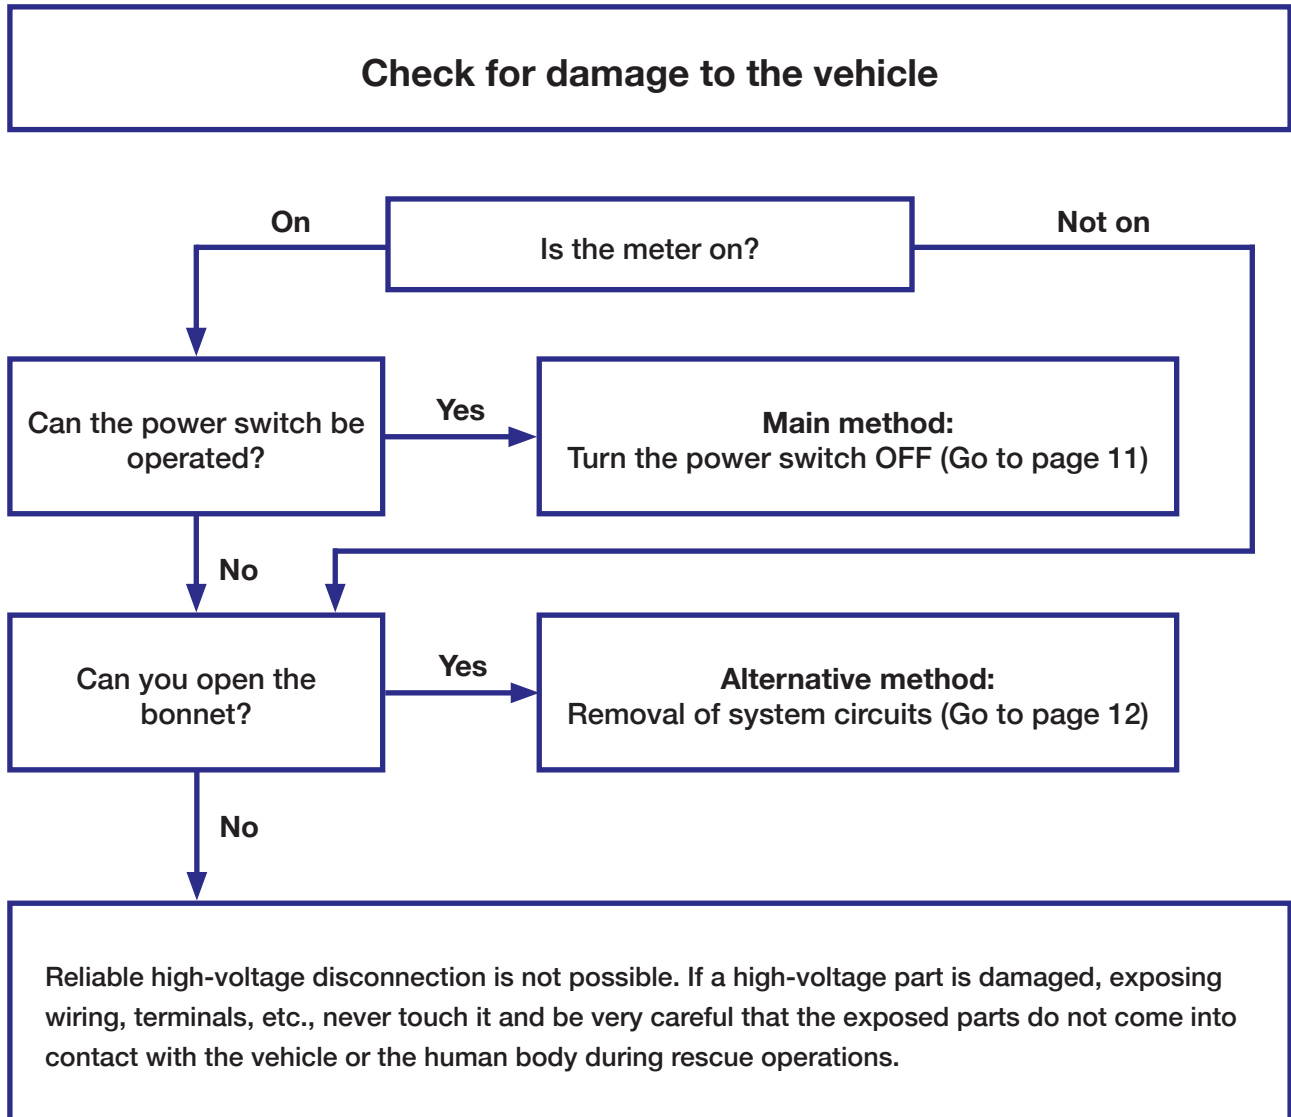 Check for damage to the vehicle
On
Is the meter on?
Not on
Can the power switch be
operated?
Yes
Main method:
Turn the power switch OFF (Go to page 11)
No
Can you open the
bonnet?
Yes
Alternative method:
Removal of system circuits (Go to page 12)
No
Reliable high-voltage disconnection is not possible. If a high-voltage part is damaged, exposing
wiring, terminals, etc., never touch it and be very careful that the exposed parts do not come into
contact with the vehicle or the human body during rescue operations.